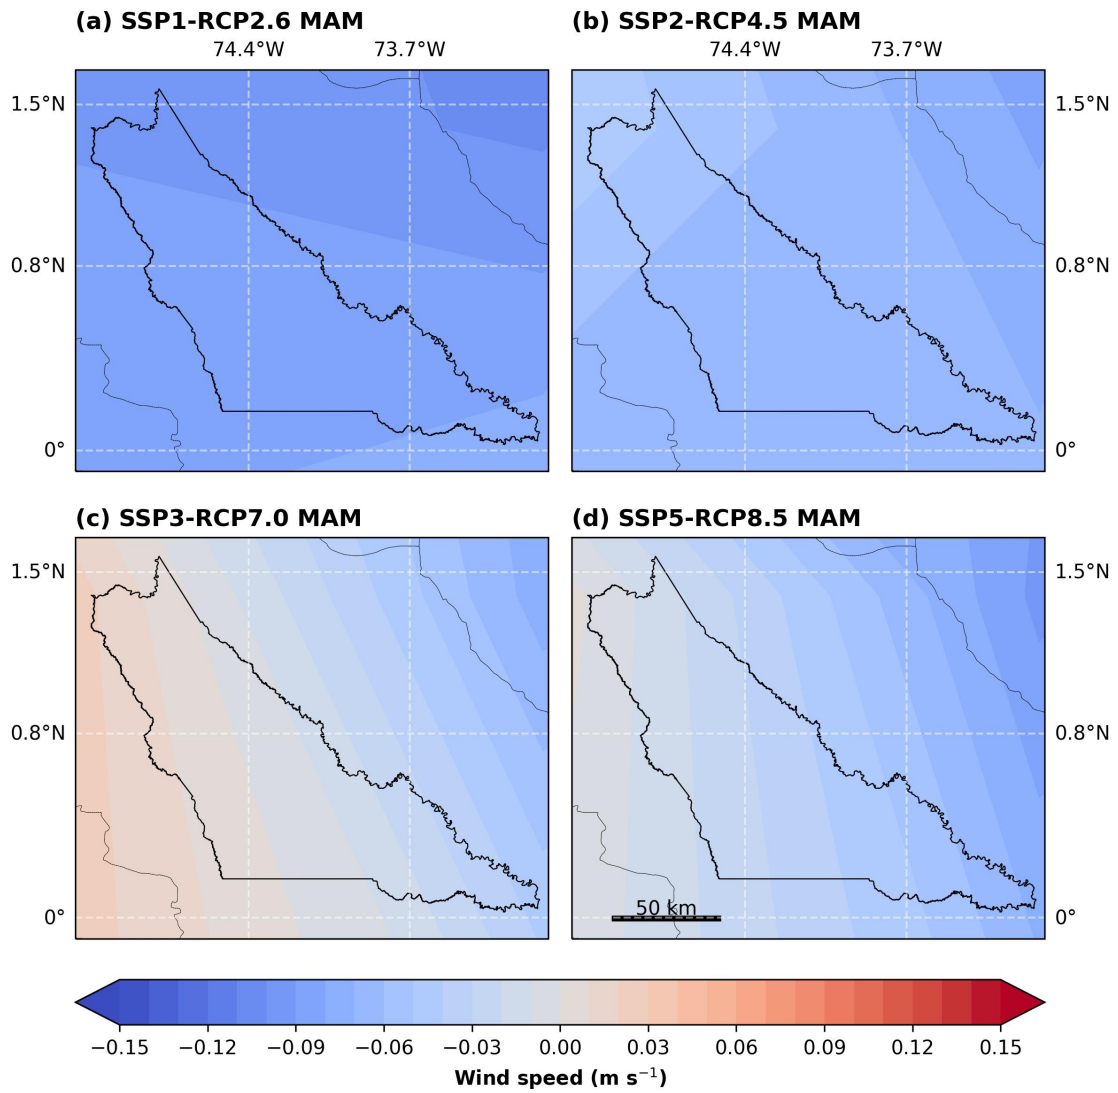 (a) SSP1-RCP2.6 MAM
(b) SSP2-RCP4.5 MAM
74.4°W 73.7°W 74.4°W 73.7°W
1.5°N 1.5°N
0.8°N 0.8°N
0° 0°
(c) SSP3-RCP7.0 MAM
(d) SSP5-RCP8.5 MAM
1.5°N 1.5°N
0.8°N 0.8°N
50 km
0° 0°
−0.15 −0.12 −0.09 −0.06 −0.03 0.00 0.03 0.06 0.09 0.12 0.15
Wind speed (m s⁻¹)